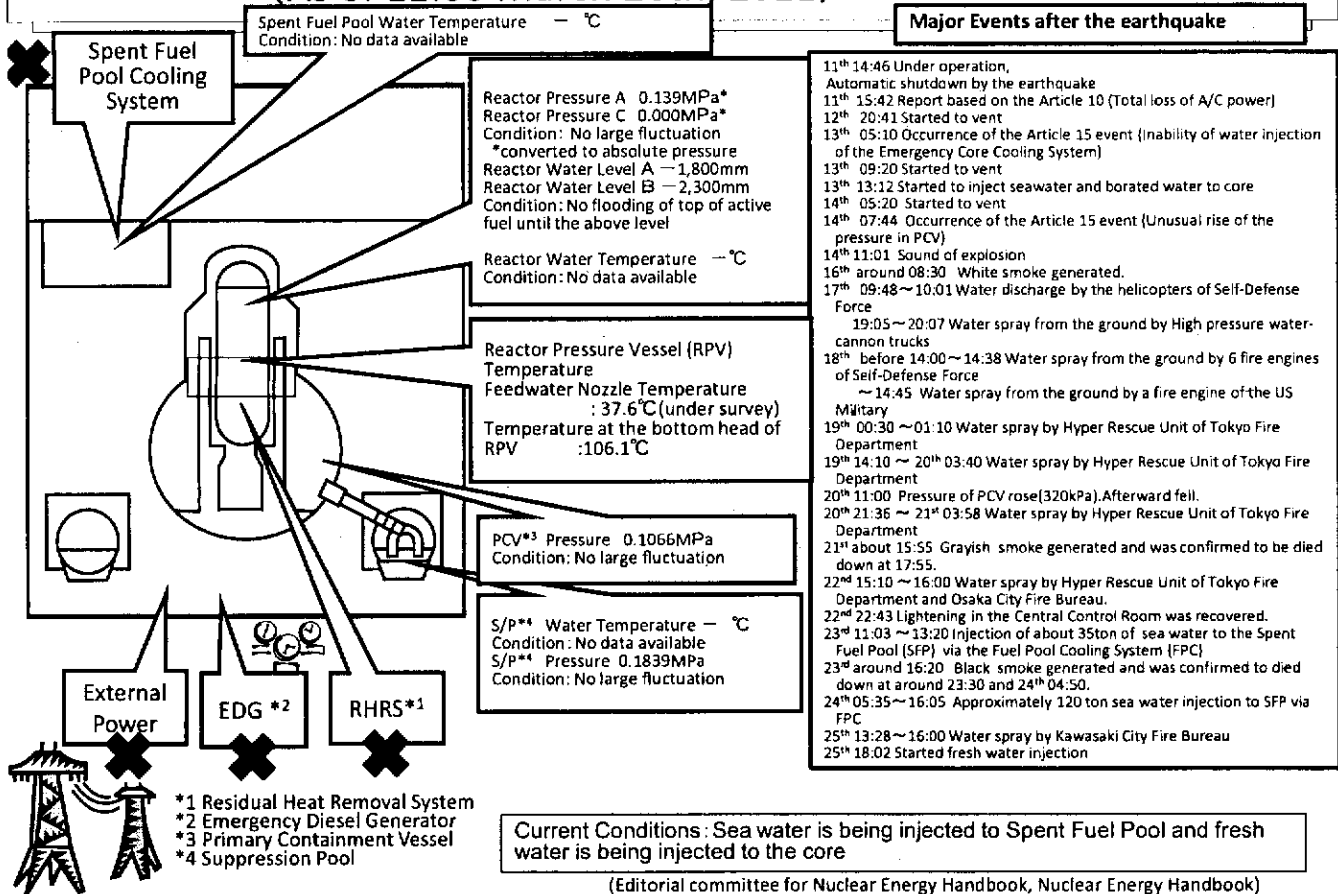 Spent Fuel Pool Water Temperature － ℃
Condition: No data available
Major Events after the earthquake
Spent Fuel
Pool Cooling
System
Reactor Pressure A 0.139MPa*
Reactor Pressure C 0.000MPa*
Condition: No large fluctuation
*converted to absolute pressure
Reactor Water Level A －1,800mm
Reactor Water Level B －2,300mm
Condition: No flooding of top of active
fuel until the above level
Reactor Water Temperature －℃
Condition: No data available
Reactor Pressure Vessel (RPV)
Temperature
Feedwater Nozzle Temperature
: 37.6℃(under survey)
Temperature at the bottom head of
RPV :106.1℃
PCV*3 Pressure 0.1066MPa
Condition: No large fluctuation
S/P*4 Water Temperature － ℃
Condition: No data available
S/P*4 Pressure 0.1839MPa
Condition: No large fluctuation
11th 14:46 Under operation,
Automatic shutdown by the earthquake
11th 15:42 Report based on the Article 10 (Total loss of A/C power)
12th 20:41 Started to vent
13th 05:10 Occurrence of the Article 15 event (Inability of water injection
of the Emergency Core Cooling System)
13th 09:20 Started to vent
13th 13:12 Started to inject seawater and borated water to core
14th 05:20 Started to vent
14th 07:44 Occurrence of the Article 15 event (Unusual rise of the
pressure in PCV)
14th 11:01 Sound of explosion
16th around 08:30 White smoke generated.
17th 09:48～10:01 Water discharge by the helicopters of Self-Defense
Force
19:05～20:07 Water spray from the ground by High pressure water-
cannon trucks
18th before 14:00～14:38 Water spray from the ground by 6 fire engines
of Self-Defense Force
～14:45 Water spray from the ground by a fire engine of the US
Military
19th 00:30 ～01:10 Water spray by Hyper Rescue Unit of Tokyo Fire
Department
19th 14:10 ～ 20th 03:40 Water spray by Hyper Rescue Unit of Tokyo Fire
Department
20th 11:00 Pressure of PCV rose(320kPa).Afterward fell.
20th 21:36 ～ 21st 03:58 Water spray by Hyper Rescue Unit of Tokyo Fire
Department
21st about 15:55 Grayish smoke generated and was confirmed to be died
down at 17:55.
22nd 15:10 ～16:00 Water spray by Hyper Rescue Unit of Tokyo Fire
Department and Osaka City Fire Bureau.
22nd 22:43 Lightening in the Central Control Room was recovered.
23rd 11:03 ～13:20 Injection of about 35ton of sea water to the Spent
Fuel Pool (SFP) via the Fuel Pool Cooling System (FPC)
23rd around 16:20 Black smoke generated and was confirmed to died
down at around 23:30 and 24th 04:50.
24th 05:35～16:05 Approximately 120 ton sea water injection to SFP via
FPC
25th 13:28～16:00 Water spray by Kawasaki City Fire Bureau
25th 18:02 Started fresh water injection
External
Power
EDG *2
RHRS*1
*1 Residual Heat Removal System
*2 Emergency Diesel Generator
*3 Primary Containment Vessel
*4 Suppression Pool
Current Conditions : Sea water is being injected to Spent Fuel Pool and fresh
water is being injected to the core
(Editorial committee for Nuclear Energy Handbook, Nuclear Energy Handbook)